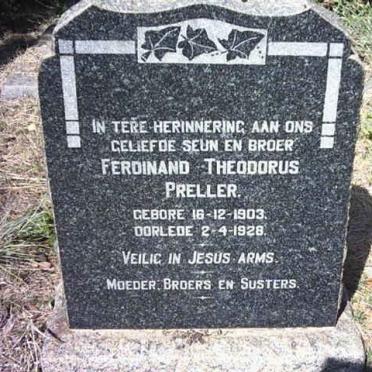 IN TEËRE HERINNERING AAN ONS
GELIEFDE SEUN EN BROER
FERDINAND THEODORUS
PRELLER.
GEBORE 16-12-1903.
OORLEDE 2-4-1928.
VEILIG IN JESUS ARMS.
MOEDER, BROERS EN SUSTERS.